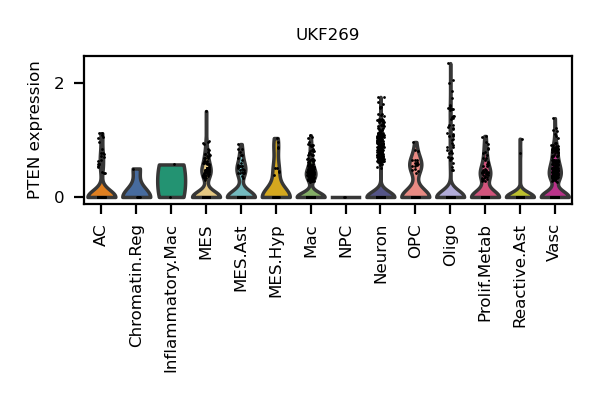 UKF269
PTEN expression
2
0
AC
Chromatin.Reg
Inflammatory.Mac
MES
MES.Ast
MES.Hyp
Mac
NPC
Neuron
OPC
Oligo
Prolif.Metab
Reactive.Ast
Vasc